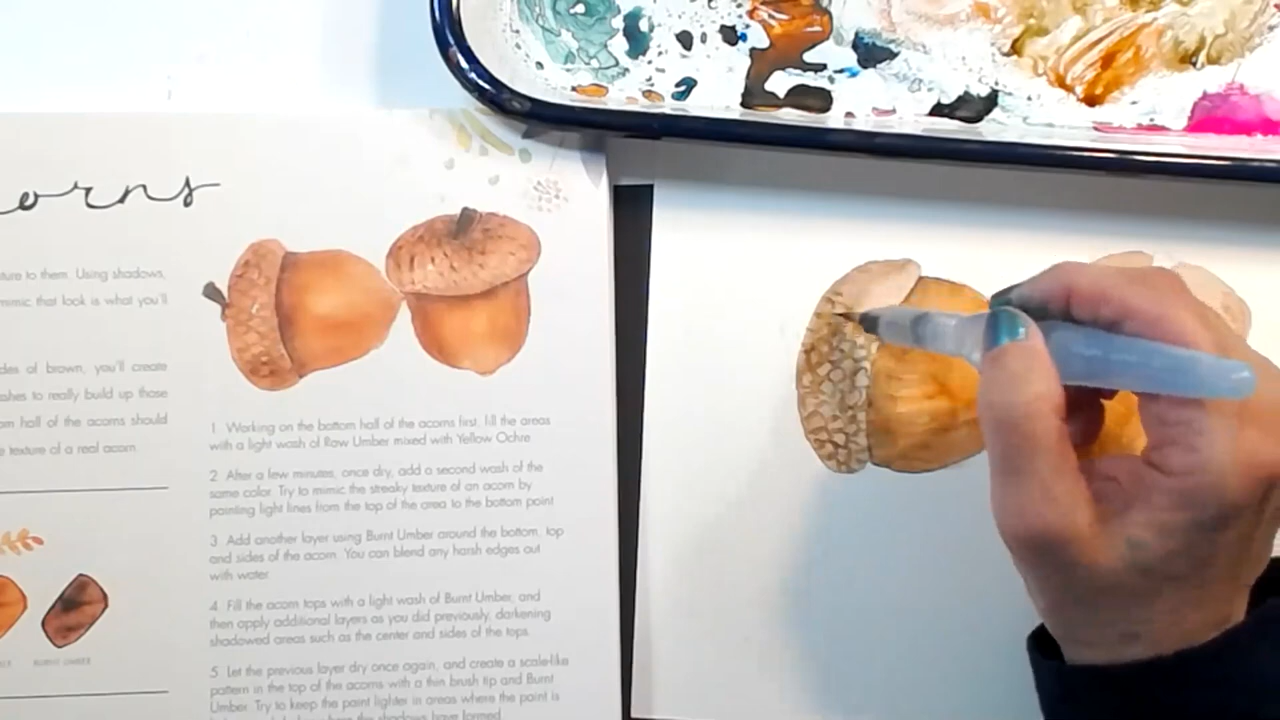 orns
ture to them. Using shadows,
mimic that look is what you'll
des of brown, you'll create
ashes to really build up those
om half of the acorns should
e texture of a real acorn.
BURNT UMBER
1. Working on the bottom half of the acorns first, fill the areas
with a light wash of Raw Umber mixed with Yellow Ochre
2. After a few minutes, once dry, add a second wash of the
same color. Try to mimic the streaky texture of an acorn by
painting light lines from the top of the area to the bottom point
3. Add another layer using Burnt Umber around the bottom, top
and sides of the acorn. You can blend any harsh edges out
with water.
4. Fill the acorn tops with a light wash of Burnt Umber, and
then apply additional layers as you did previously, darkening
shadowed areas such as the center and sides of the tops.
5. Let the previous layer dry once again, and create a scale-like
pattern in the top of the acorns with a thin brush tip and Burnt
Umber. Try to keep the paint lighter in areas where the paint is
where the shadows have formed